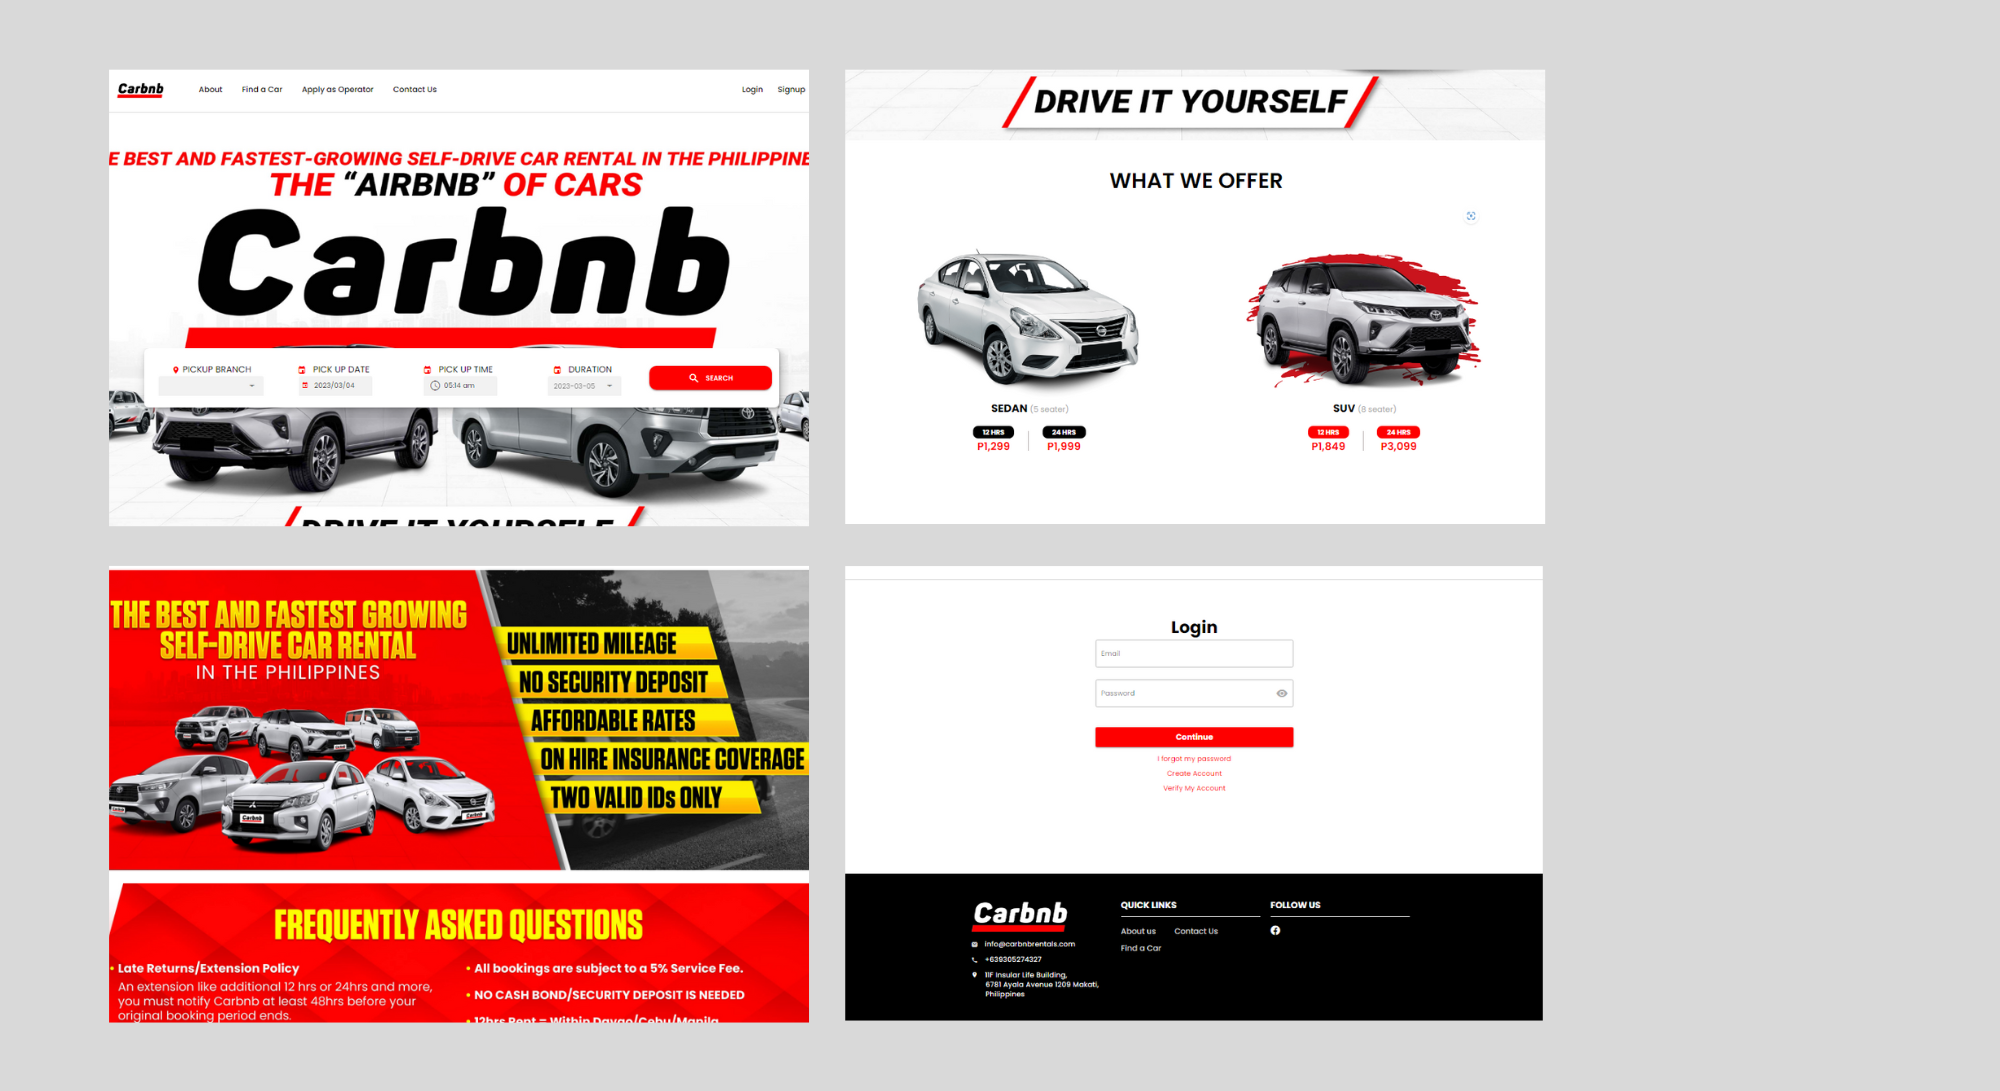 Carbnb
About Find a Car Apply as Operator Contact Us
Login Signup
E BEST AND FASTEST-GROWING SELF-DRIVE CAR RENTAL IN THE PHILIPPINE
THE “AIRBNB” OF CARS
Carbnb
PICKUP BRANCH
PICK UP DATE
2023/03/04
PICK UP TIME
05:14 am
DURATION
2023-03-05
SEARCH
DRIVE IT YOURSELF
DRIVE IT YOURSELF
WHAT WE OFFER
SEDAN (5 seater)
12 HRS 24 HRS
P1,299 P1,999
SUV (8 seater)
12 HRS 24 HRS
P1,849 P3,099
THE BEST AND FASTEST GROWING
SELF-DRIVE CAR RENTAL
IN THE PHILIPPINES
UNLIMITED MILEAGE
NO SECURITY DEPOSIT
AFFORDABLE RATES
ON HIRE INSURANCE COVERAGE
TWO VALID IDs ONLY
Carbnb
Carbnb
FREQUENTLY ASKED QUESTIONS
• Late Returns/Extension Policy
An extension like additional 12 hrs or 24hrs and more,
you must notify Carbnb at least 48hrs before your
original booking period ends.
• All bookings are subject to a 5% Service Fee.
• NO CASH BOND/SECURITY DEPOSIT IS NEEDED
• 12hrs Rent = Within Davao/Cebu/Manila
Login
Email
Password
Continue
I forgot my password
Create Account
Verify My Account
Carbnb
info@carbnbrentals.com
+639305274327
11F Insular Life Building,
6781 Ayala Avenue 1209 Makati,
Philippines
QUICK LINKS
About us Contact Us
Find a Car
FOLLOW US